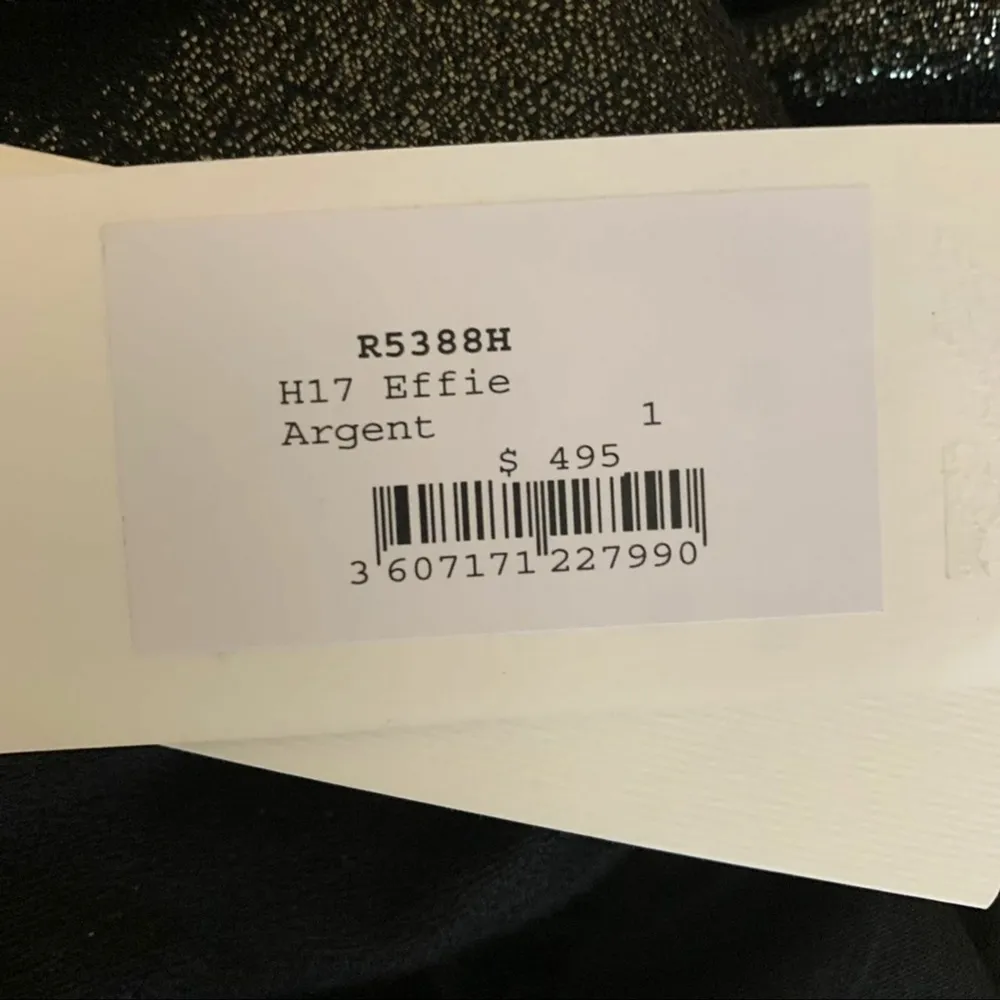 R5388H
H17 Effie
Argent 1
$ 495
3 607171 227990